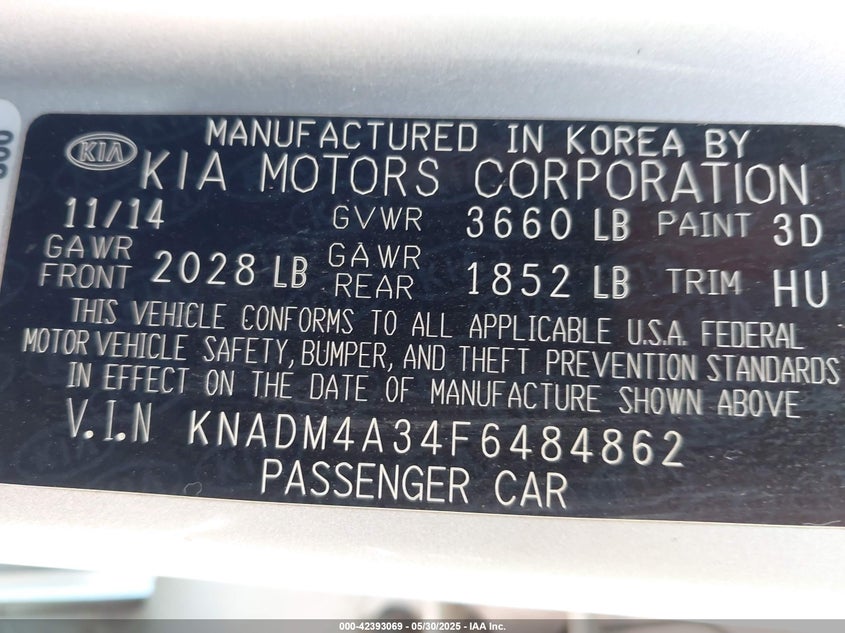 MANUFACTURED IN KOREA BY
KIA KIA MOTORS CORPORATION
11/14 GVWR 3660 LB PAINT 3D
GAWR FRONT 2028 LB GAWR REAR 1852 LB TRIM HU
THIS VEHICLE CONFORMS TO ALL APPLICABLE U.S.A. FEDERAL
MOTOR VEHICLE SAFETY, BUMPER, AND THEFT PREVENTION STANDARDS
IN EFFECT ON THE DATE OF MANUFACTURE SHOWN ABOVE
V.I.N KNADM4A34F6484862
PASSENGER CAR
000-42393069 - 05/30/2025 - IAA Inc.